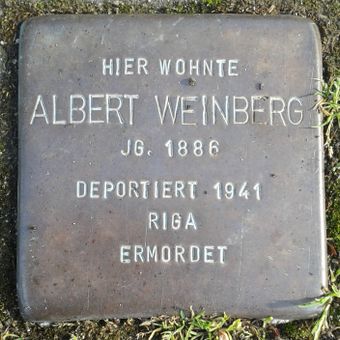 HIER WOHNTE
ALBERT WEINBERG
JG. 1886
DEPORTIERT 1941
RIGA
ERMORDET